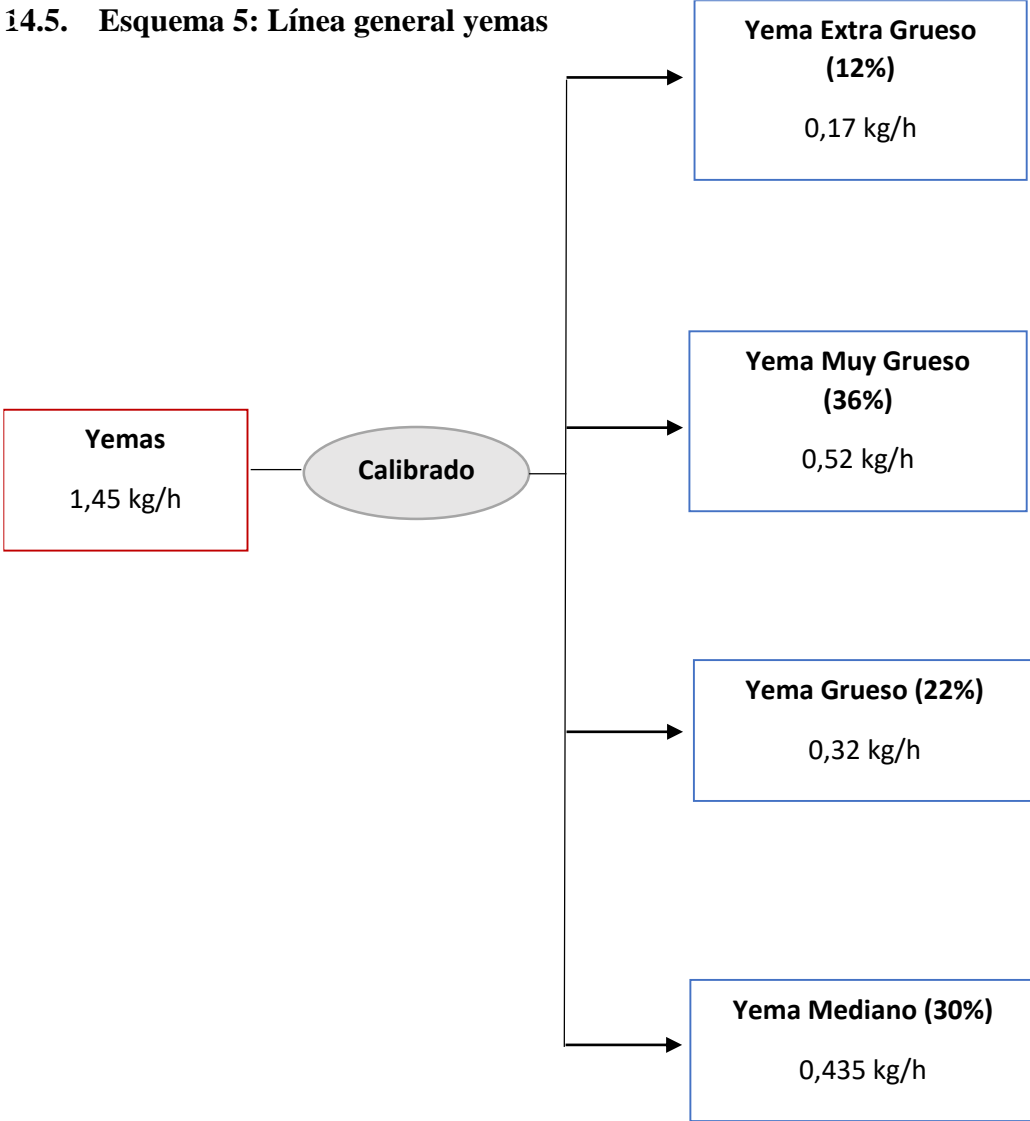 14.5. Esquema 5: Línea general yemas
Yema Extra Grueso
(12%)
0,17 kg/h
Yema Muy Grueso
(36%)
0,52 kg/h
Yemas
1,45 kg/h
Calibrado
Yema Grueso (22%)
0,32 kg/h
Yema Mediano (30%)
0,435 kg/h